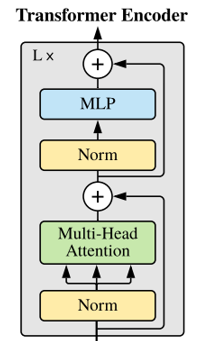 Transformer Encoder
L ×
+
MLP
Norm
+
Multi-Head
Attention
Norm